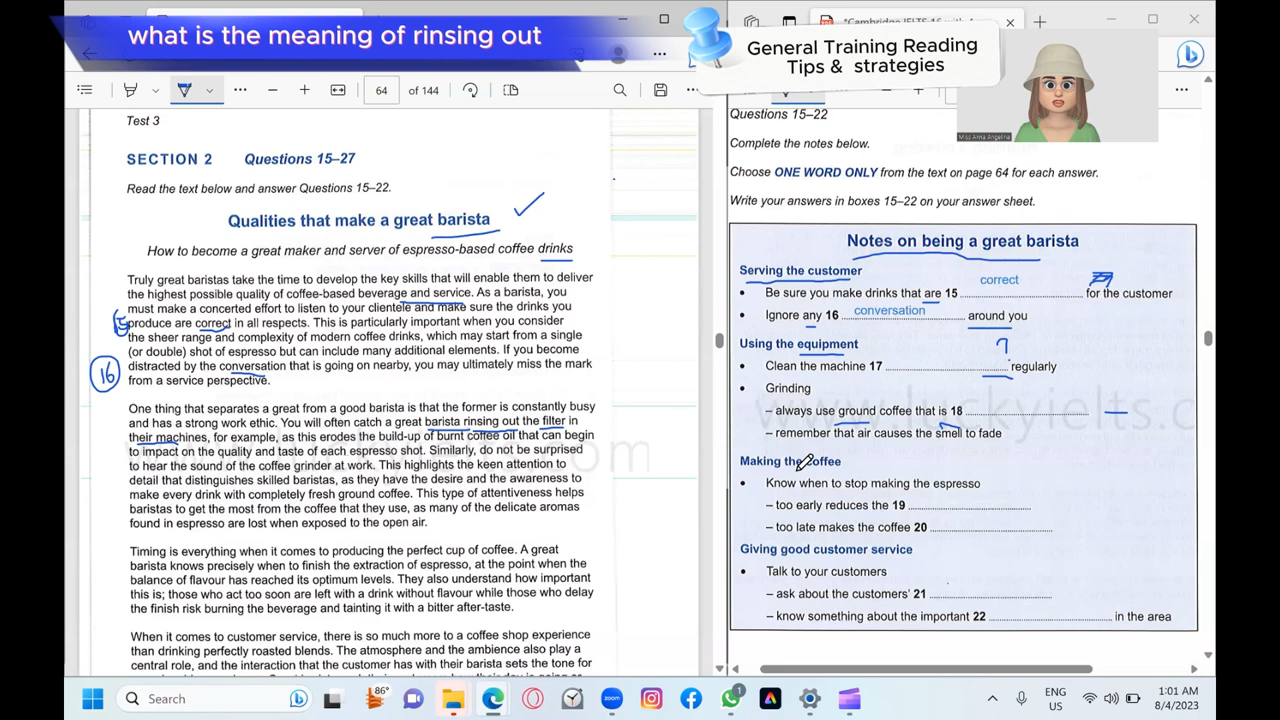 what is the meaning of rinsing out
General Training Reading
Tips & strategies
Miss Anna Angelina
64 of 144
Test 3
SECTION 2 Questions 15–27
Read the text below and answer Questions 15–22.
Qualities that make a great barista
How to become a great maker and server of espresso-based coffee drinks
Truly great baristas take the time to develop the key skills that will enable them to deliver
the highest possible quality of coffee-based beverage and service. As a barista, you
must make a concerted effort to listen to your clientele and make sure the drinks you
produce are correct in all respects. This is particularly important when you consider
the sheer range and complexity of modern coffee drinks, which may start from a single
(or double) shot of espresso but can include many additional elements. If you become
16
distracted by the conversation that is going on nearby, you may ultimately miss the mark
from a service perspective.
One thing that separates a great from a good barista is that the former is constantly busy
and has a strong work ethic. You will often catch a great barista rinsing out the filter in
their machines, for example, as this erodes the build-up of burnt coffee oil that can begin
to impact on the quality and taste of each espresso shot. Similarly, do not be surprised
to hear the sound of the coffee grinder at work. This highlights the keen attention to
detail that distinguishes skilled baristas, as they have the desire and the awareness to
make every drink with completely fresh ground coffee. This type of attentiveness helps
baristas to get the most from the coffee that they use, as many of the delicate aromas
found in espresso are lost when exposed to the open air.
Timing is everything when it comes to producing the perfect cup of coffee. A great
barista knows precisely when to finish the extraction of espresso, at the point when the
balance of flavour has reached its optimum levels. They also understand how important
this is; those who act too soon are left with a drink without flavour while those who delay
the finish risk burning the beverage and tainting it with a bitter after-taste.
When it comes to customer service, there is so much more to a coffee shop experience
than drinking perfectly roasted blends. The atmosphere and the ambience also play a
central role, and the interaction that the customer has with their barista sets the tone for
Questions 15–22
Complete the notes below.
Choose ONE WORD ONLY from the text on page 64 for each answer.
Write your answers in boxes 15–22 on your answer sheet.
Notes on being a great barista
Serving the customer
correct
• Be sure you make drinks that are 15 .......... for the customer
conversation
• Ignore any 16 .......... around you
Using the equipment
?
• Clean the machine 17 .......... regularly
• Grinding
– always use ground coffee that is 18 ..........
– remember that air causes the smell to fade
Making the coffee
• Know when to stop making the espresso
– too early reduces the 19 ..........
– too late makes the coffee 20 ..........
Giving good customer service
• Talk to your customers
– ask about the customers' 21 ..........
– know something about the important 22 .......... in the area
www.luckyielts.com
Search
86°
ENG
US
1:01 AM
8/4/2023